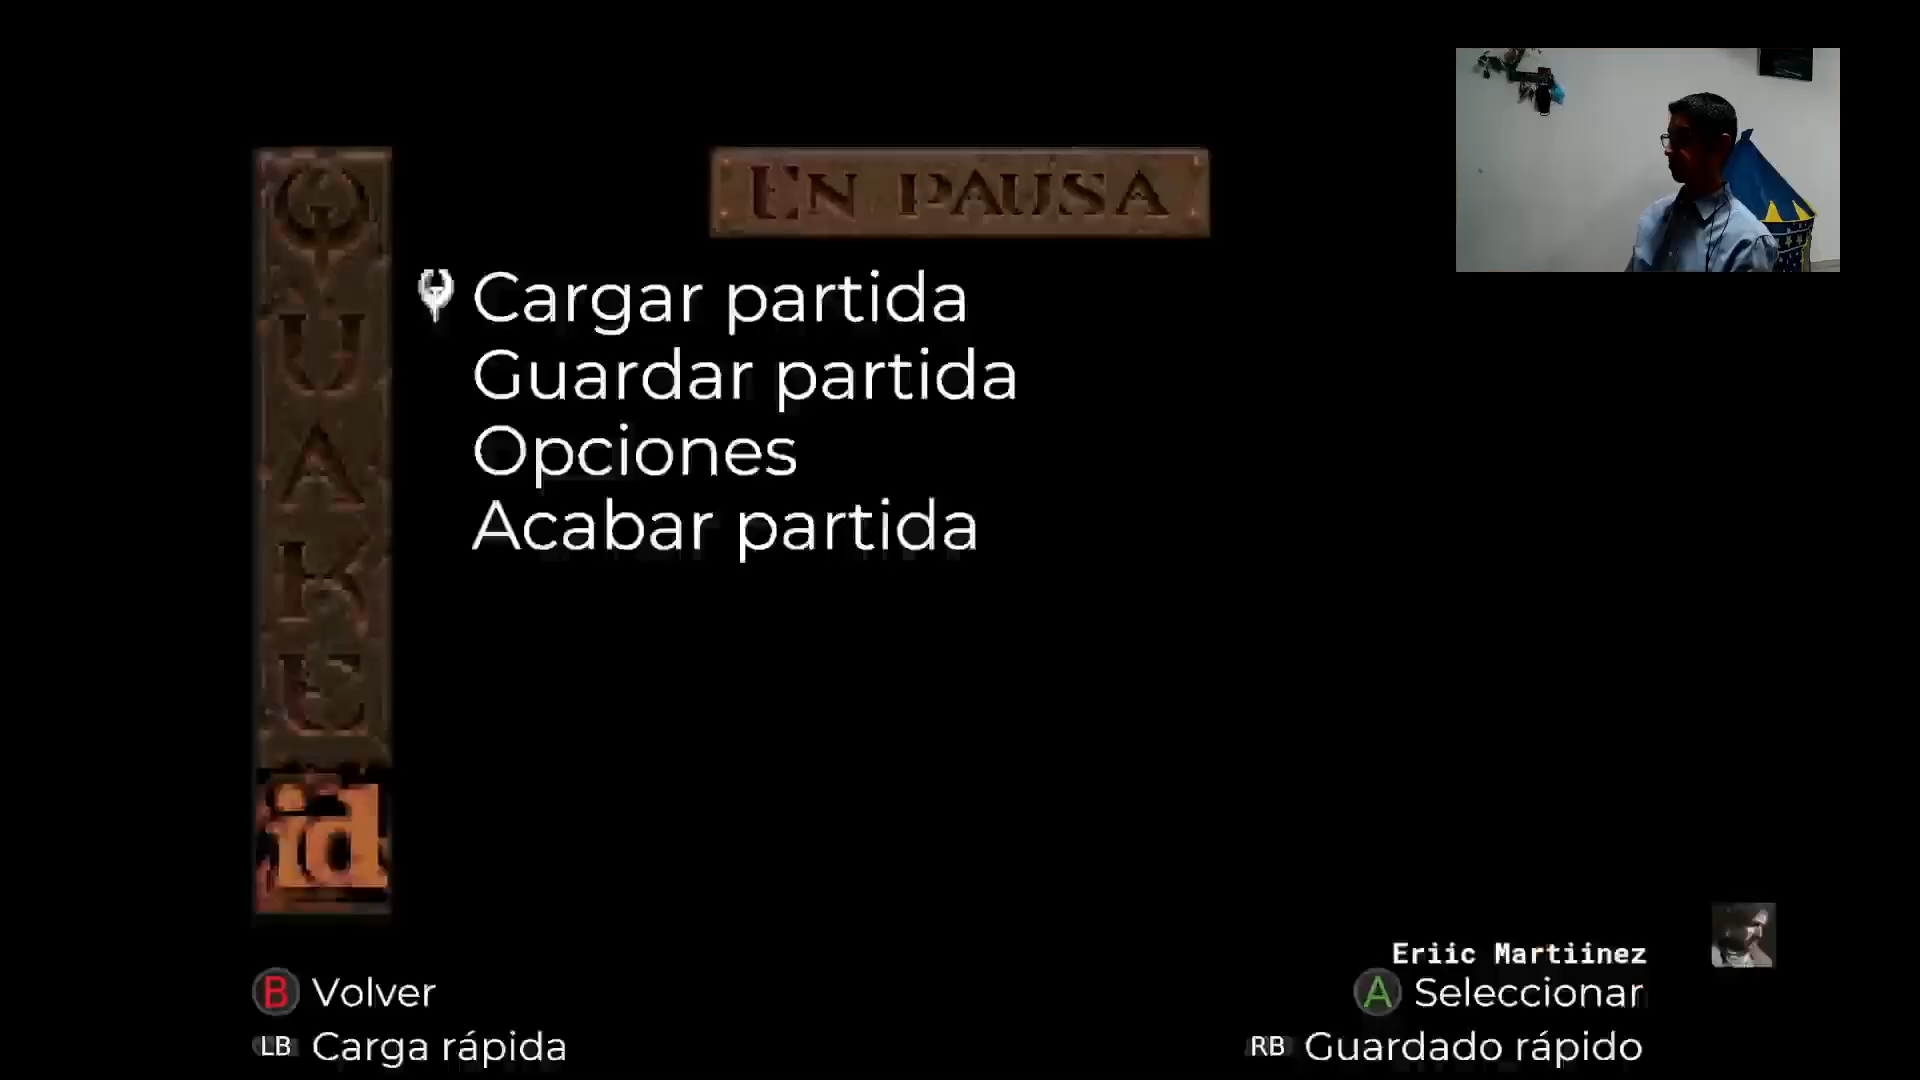 QUAKE
id
EN PAUSA
Cargar partida
Guardar partida
Opciones
Acabar partida
Eriic Martiinez
B Volver
A Seleccionar
LB Carga rápida
RB Guardado rápido